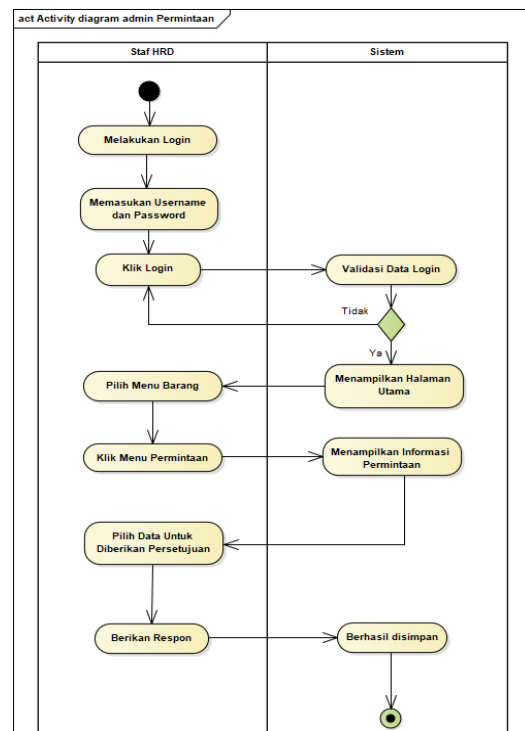 act Activity diagram admin Permintaan
Staf HRD
Sistem
Melakukan Login
Memasukan Username
dan Password
Klik Login
Validasi Data Login
Tidak
Ya
Menampilkan Halaman
Utama
Pilih Menu Barang
Klik Menu Permintaan
Menampilkan Informasi
Permintaan
Pilih Data Untuk
Diberikan Persetujuan
Berikan Respon
Berhasil disimpan